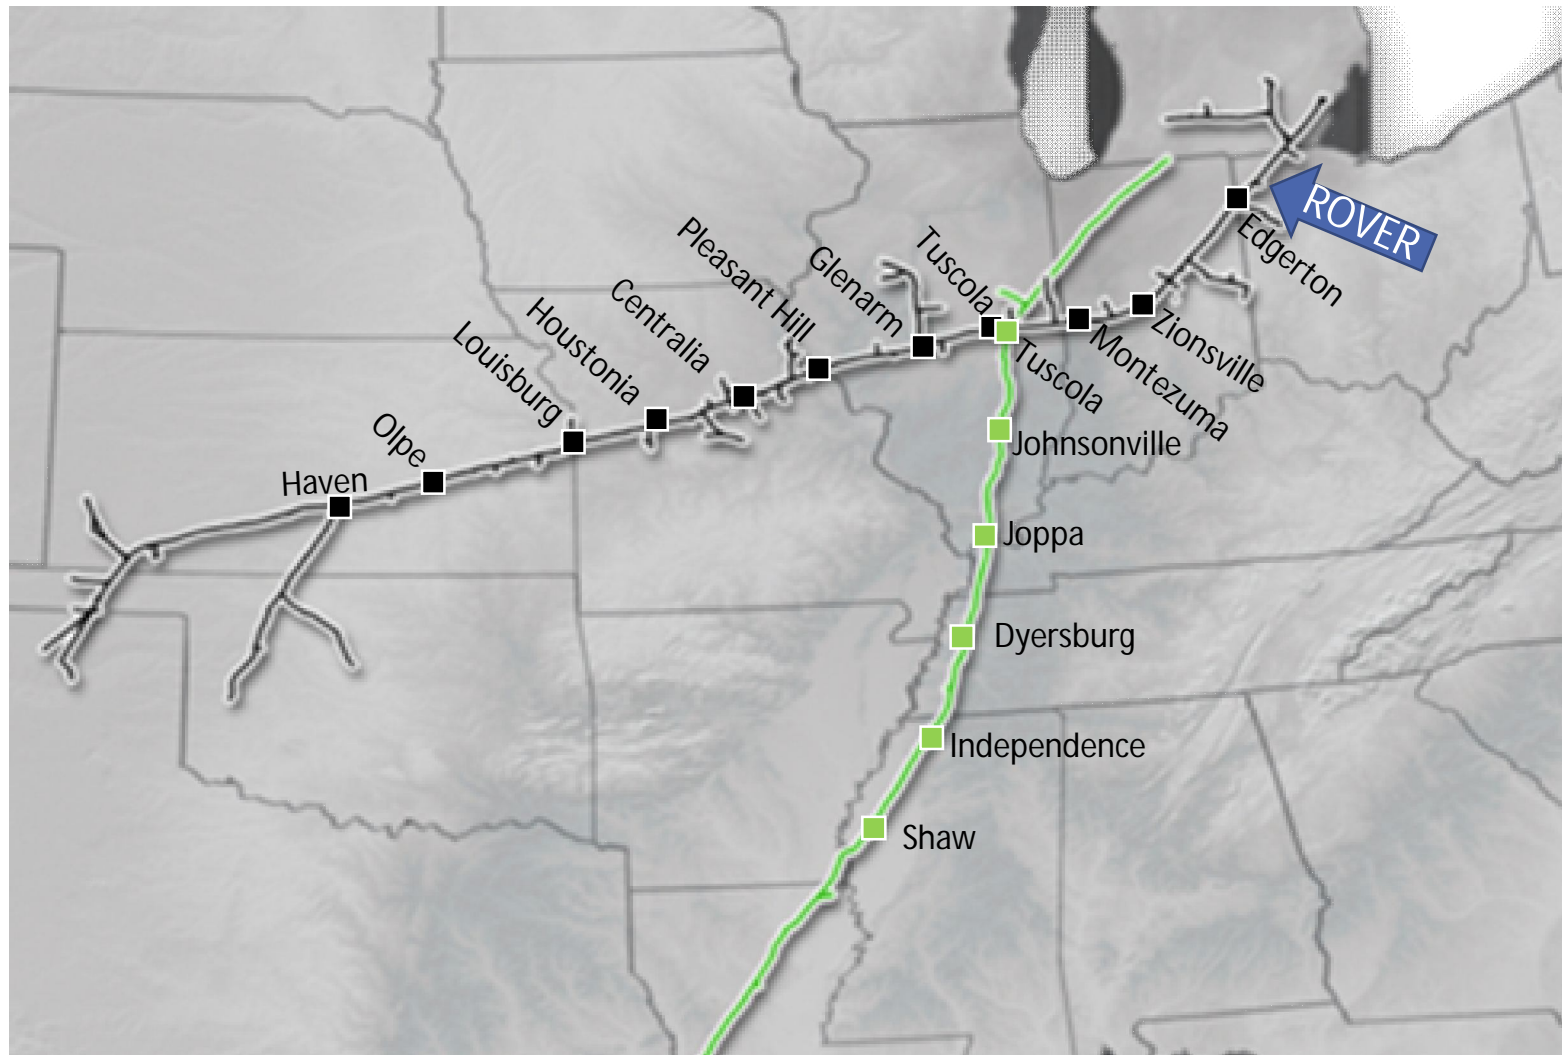 ROVER
Edgerton
Zionsville
Montezuma
Tuscola
Tuscola
Glenarm
Pleasant Hill
Centralia
Houstonia
Louisburg
Olpe
Haven
Johnsonville
Joppa
Dyersburg
Independence
Shaw